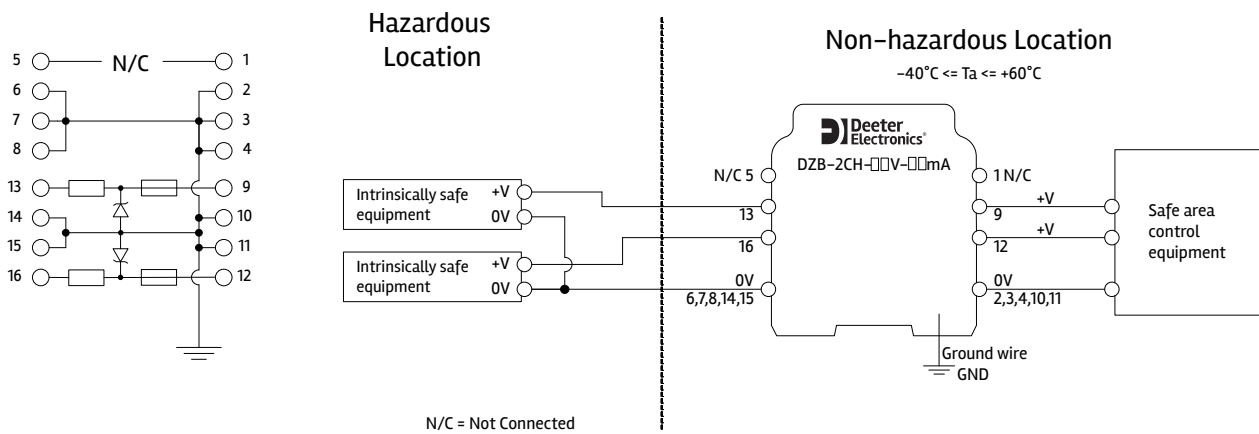 Hazardous
Location
Non-hazardous Location
-40°C <= Ta <= +60°C
5
N/C
1
6
2
7
3
8
4
13
9
14
10
15
11
16
12
Intrinsically safe
equipment
+V
0V
Intrinsically safe
equipment
+V
0V
Deeter
Electronics®
DZB-2CH-□□V-□□mA
N/C 5
1 N/C
13
9
+V
16
12
+V
0V
6,7,8,14,15
0V
2,3,4,10,11
Safe area
control
equipment
Ground wire
GND
N/C = Not Connected